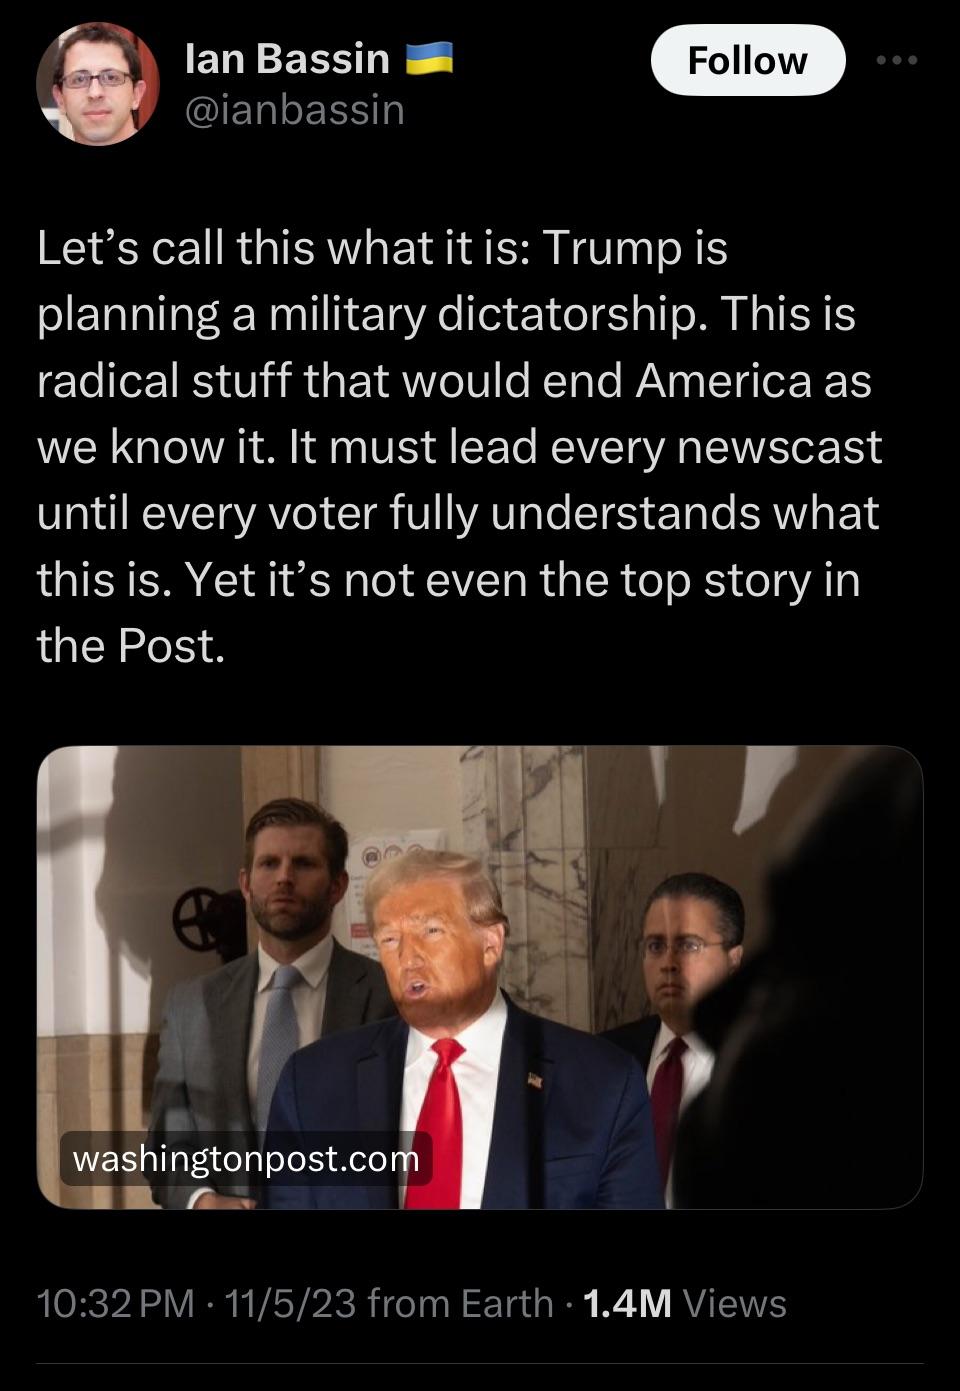 Ian Bassin 🇺🇦
@ianbassin
Follow
Let’s call this what it is: Trump is
planning a military dictatorship. This is
radical stuff that would end America as
we know it. It must lead every newscast
until every voter fully understands what
this is. Yet it’s not even the top story in
the Post.
washingtonpost.com
10:32 PM · 11/5/23 from Earth · 1.4M Views